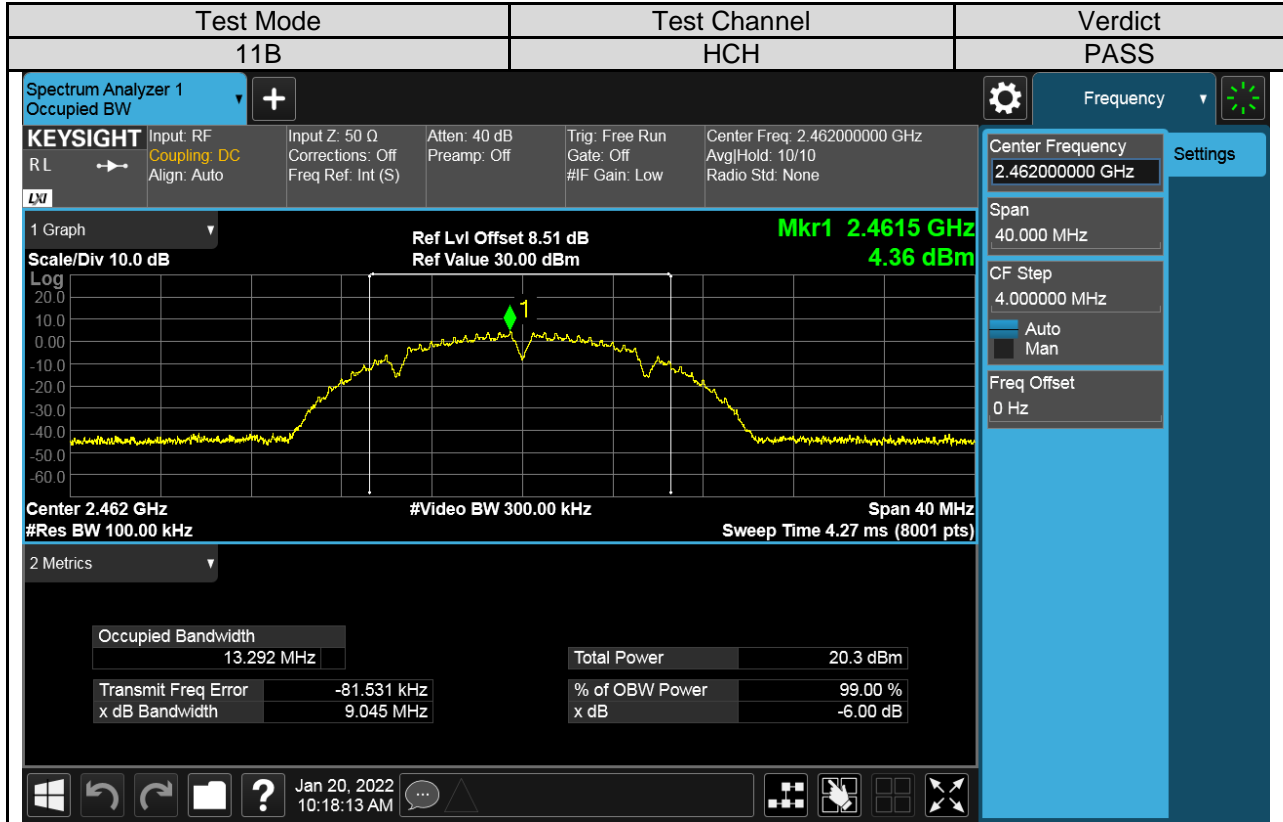 Test Mode Test Channel Verdict
11B HCH PASS
Spectrum Analyzer 1
Occupied BW
+
Frequency
KEYSIGHT Input: RF Input Z: 50 Ω Atten: 40 dB Trig: Free Run Center Freq: 2.462000000 GHz
RL Coupling: DC Corrections: Off Preamp: Off Gate: Off Avg|Hold: 10/10
Align: Auto Freq Ref: Int (S) #IF Gain: Low Radio Std: None
LXI
Center Frequency
2.462000000 GHz
Settings
Span
40.000 MHz
CF Step
4.000000 MHz
Auto
Man
Freq Offset
0 Hz
1 Graph Ref Lvl Offset 8.51 dB Mkr1 2.4615 GHz
Scale/Div 10.0 dB Ref Value 30.00 dBm 4.36 dBm
Log
20.0
10.0
0.00
-10.0
-20.0
-30.0
-40.0
-50.0
-60.0
1
Center 2.462 GHz #Video BW 300.00 kHz Span 40 MHz
#Res BW 100.00 kHz Sweep Time 4.27 ms (8001 pts)
2 Metrics
Occupied Bandwidth
13.292 MHz Total Power 20.3 dBm
Transmit Freq Error -81.531 kHz % of OBW Power 99.00 %
x dB Bandwidth 9.045 MHz x dB -6.00 dB
? Jan 20, 2022
10:18:13 AM